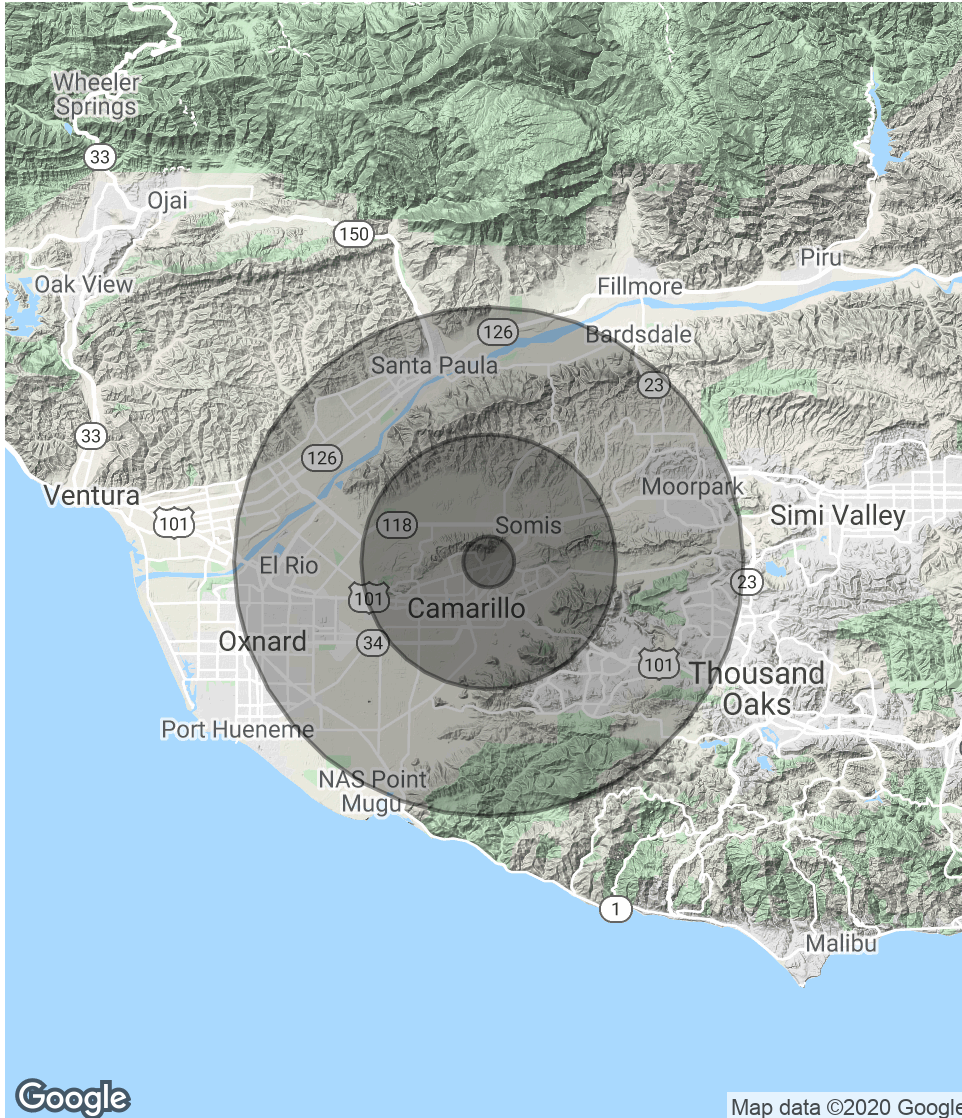 Wheeler
Springs
33
Ojai
150
Piru
Oak View
Fillmore
126
Bardsdale
Santa Paula
23
33
126
Moorpark
Ventura
101
118
Somis
Simi Valley
El Rio
23
101
Camarillo
Oxnard
34
101
Thousand
Oaks
Port Hueneme
NAS Point
Mugu
1
Malibu
Google
Map data ©2020 Google